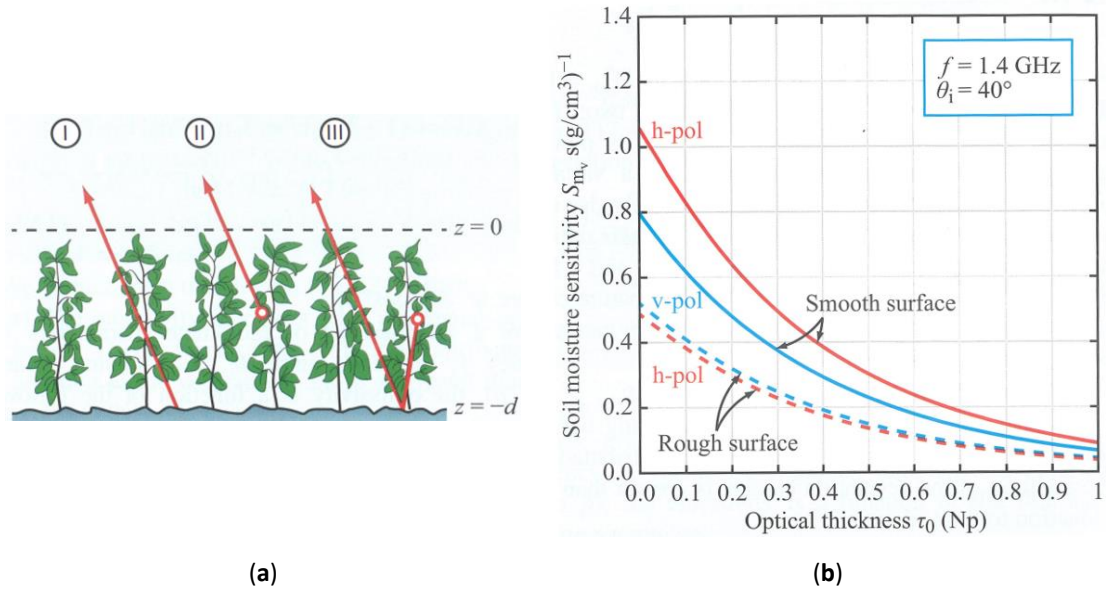 I II III
z = 0
z = −d
(a)
Soil moisture sensitivity S_{m_v} s(g/cm³)⁻¹
1.4
1.2
1.0
0.8
0.6
0.4
0.2
0.0
f = 1.4 GHz
θᵢ = 40°
h-pol
v-pol
h-pol
Smooth surface
Rough surface
0.0 0.1 0.2 0.3 0.4 0.5 0.6 0.7 0.8 0.9 1
Optical thickness τ₀ (Np)
(b)